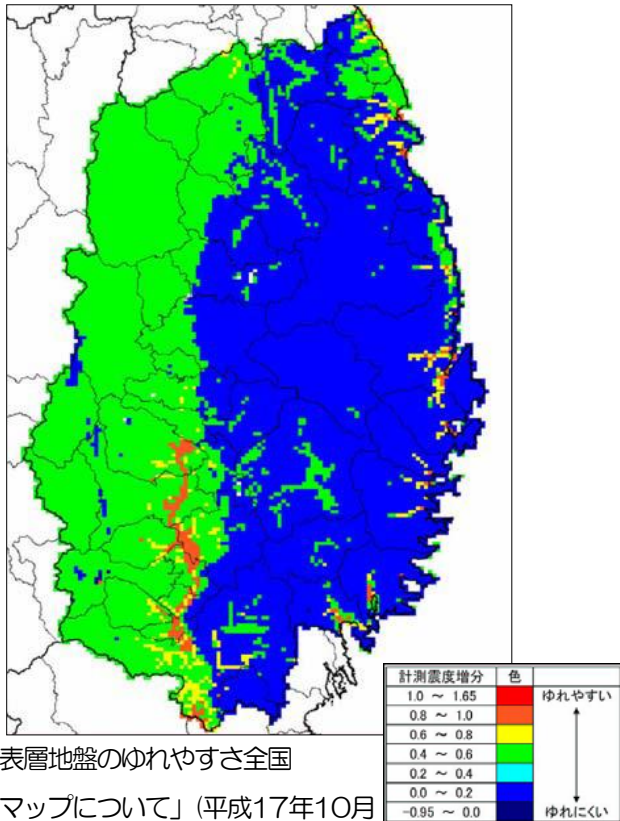 計測震度増分 色
1.0 ～ 1.65 ゆれやすい
0.8 ～ 1.0
0.6 ～ 0.8
0.4 ～ 0.6
0.2 ～ 0.4
0.0 ～ 0.2
-0.95 ～ 0.0 ゆれにくい
表層地盤のゆれやすさ全国
マップについて」(平成17年10月